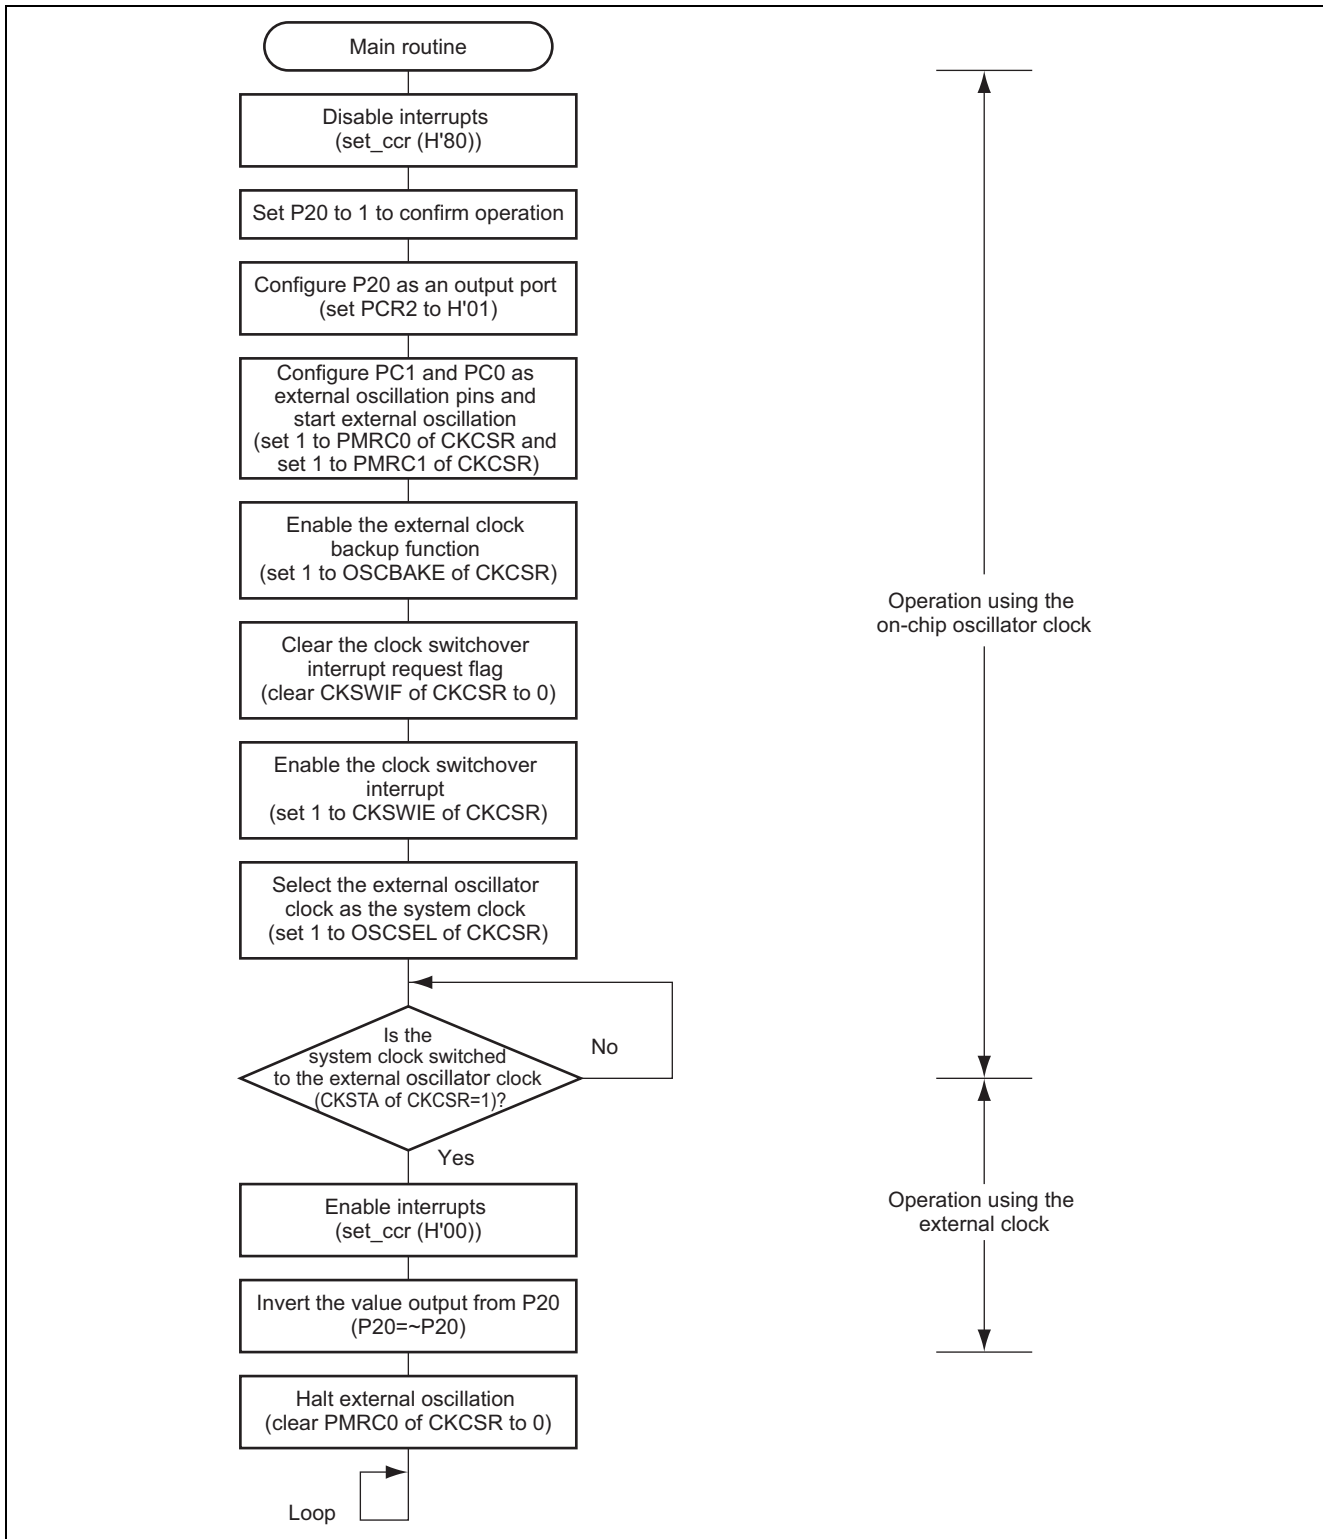 Main routine
Disable interrupts
(set_ccr (H'80))
Set P20 to 1 to confirm operation
Configure P20 as an output port
(set PCR2 to H'01)
Configure PC1 and PC0 as
external oscillation pins and
start external oscillation
(set 1 to PMRC0 of CKCSR and
set 1 to PMRC1 of CKCSR)
Enable the external clock
backup function
(set 1 to OSCBAKE of CKCSR)
Clear the clock switchover
interrupt request flag
(clear CKSWIF of CKCSR to 0)
Enable the clock switchover
interrupt
(set 1 to CKSWIE of CKCSR)
Select the external oscillator
clock as the system clock
(set 1 to OSCSEL of CKCSR)
Is the
system clock switched
to the external oscillator clock
(CKSTA of CKCSR=1)?
No
Yes
Enable interrupts
(set_ccr (H'00))
Invert the value output from P20
(P20=~P20)
Halt external oscillation
(clear PMRC0 of CKCSR to 0)
Loop
Operation using the
on-chip oscillator clock
Operation using the
external clock